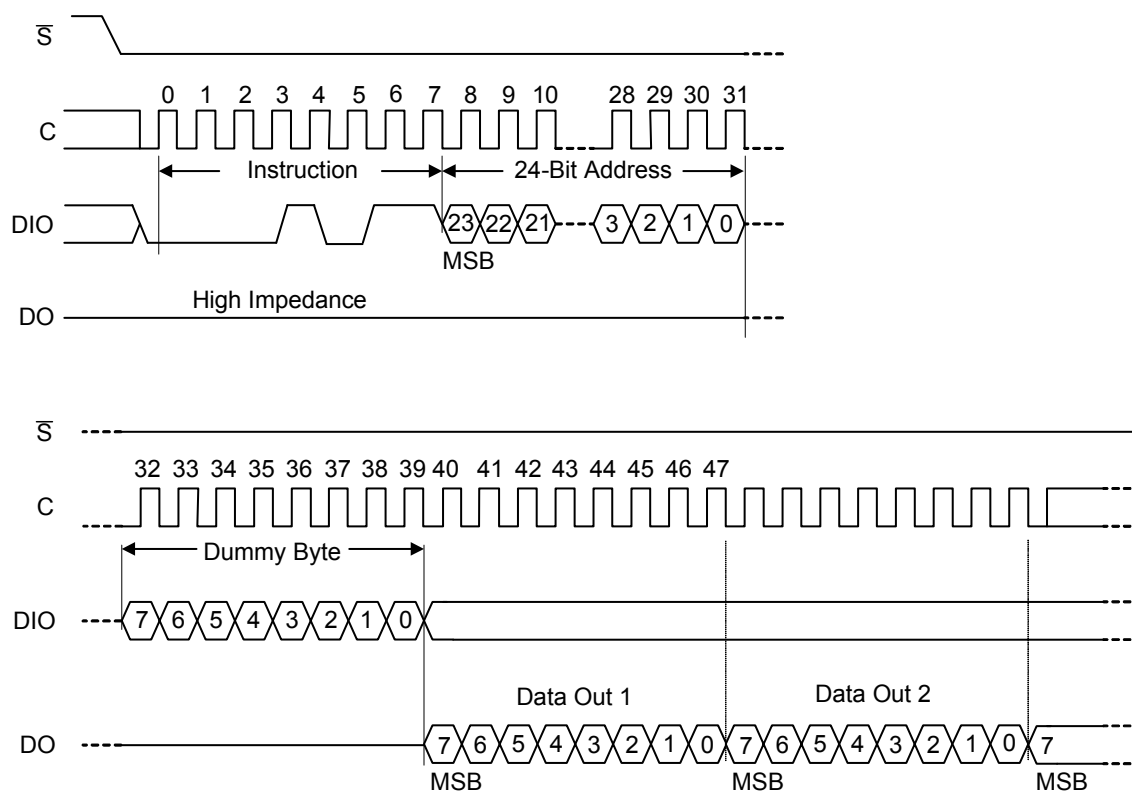 S
0 1 2 3 4 5 6 7 8 9 10 28 29 30 31
C
Instruction 24-Bit Address
DIO 23 22 21 3 2 1 0
MSB
High Impedance
DO
S
32 33 34 35 36 37 38 39 40 41 42 43 44 45 46 47
C
Dummy Byte
DIO 7 6 5 4 3 2 1 0
Data Out 1 Data Out 2
DO 7 6 5 4 3 2 1 0 7 6 5 4 3 2 1 0 7
MSB MSB MSB